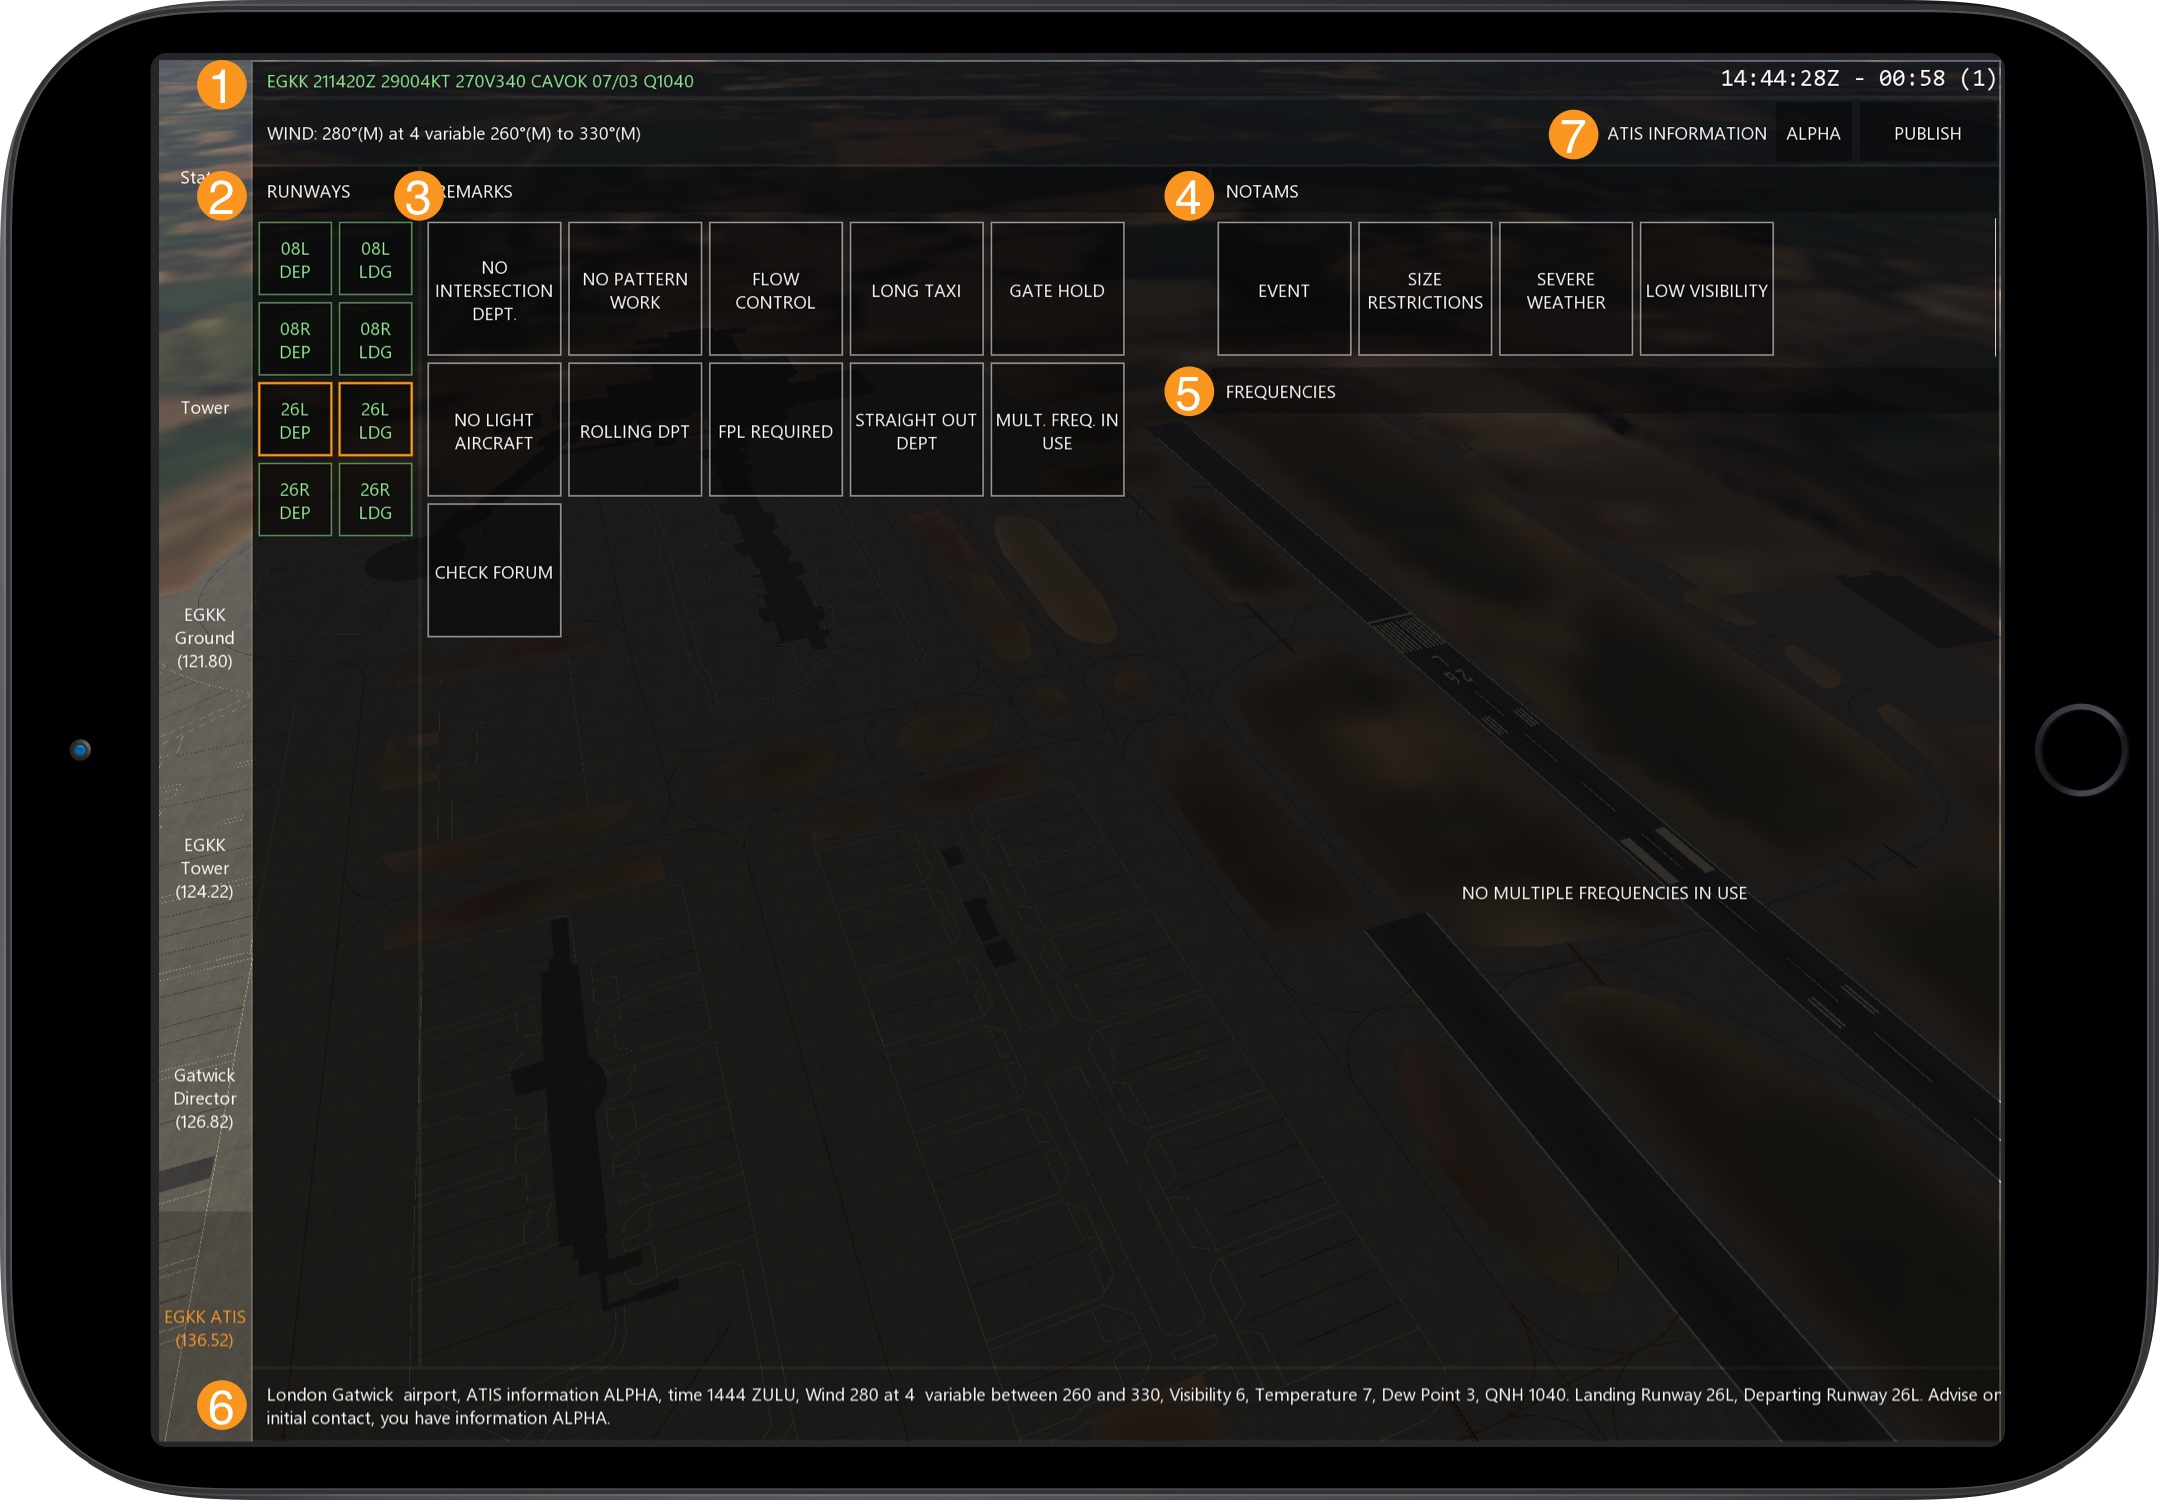 1
EGKK 211420Z 29004KT 270V340 CAVOK 07/03 Q1040
14:44:28Z - 00:58 (1)
WIND: 280°(M) at 4 variable 260°(M) to 330°(M)
7
ATIS INFORMATION
ALPHA
PUBLISH
2
RUNWAYS
08L
DEP
08L
LDG
08R
DEP
08R
LDG
26L
DEP
26L
LDG
26R
DEP
26R
LDG
3
REMARKS
NO
INTERSECTION
DEPT.
NO PATTERN
WORK
FLOW
CONTROL
LONG TAXI
GATE HOLD
NO LIGHT
AIRCRAFT
ROLLING DPT
FPL REQUIRED
STRAIGHT OUT
DEPT
MULT. FREQ. IN
USE
CHECK FORUM
4
NOTAMS
EVENT
SIZE
RESTRICTIONS
SEVERE
WEATHER
LOW VISIBILITY
5
FREQUENCIES
NO MULTIPLE FREQUENCIES IN USE
Tower
EGKK
Ground
(121.80)
EGKK
Tower
(124.22)
Gatwick
Director
(126.82)
EGKK ATIS
(136.52)
6
London Gatwick airport, ATIS information ALPHA, time 1444 ZULU, Wind 280 at 4 variable between 260 and 330, Visibility 6, Temperature 7, Dew Point 3, QNH 1040. Landing Runway 26L, Departing Runway 26L. Advise on
initial contact, you have information ALPHA.